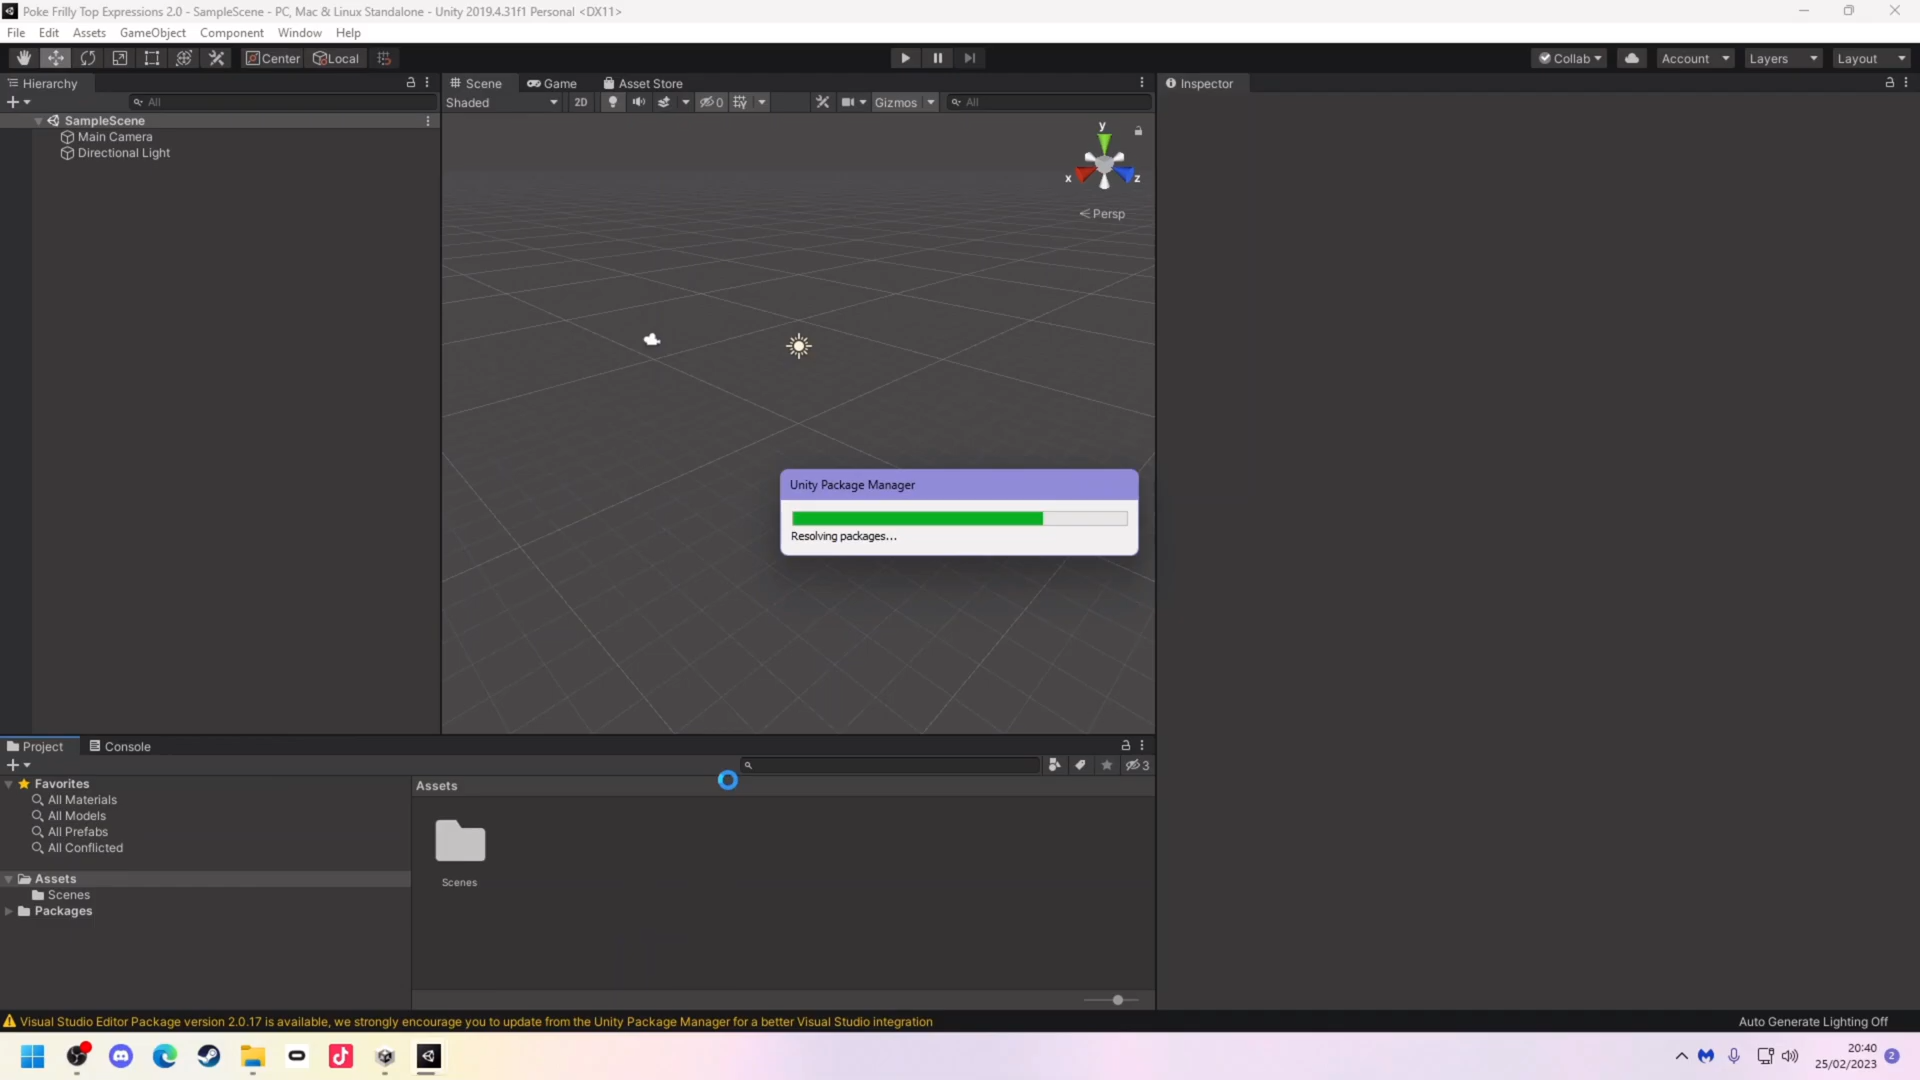 Poke Frilly Top Expressions 2.0 - SampleScene - PC, Mac & Linux Standalone - Unity 2019.4.31f1 Personal <DX11>
File Edit Assets GameObject Component Window Help
Center Local Collab Account Layers Layout
Hierarchy
All
SampleScene
Main Camera
Directional Light
Scene Game Asset Store
Shaded 2D 0 Gizmos All
y
x z
Persp
Inspector
Unity Package Manager
Resolving packages...
Project Console
3
Favorites
All Materials
All Models
All Prefabs
All Conflicted
Assets
Scenes
Packages
Assets
Scenes
Visual Studio Editor Package version 2.0.17 is available, we strongly encourage you to update from the Unity Package Manager for a better Visual Studio integration
Auto Generate Lighting Off
20:40
25/02/2023
2